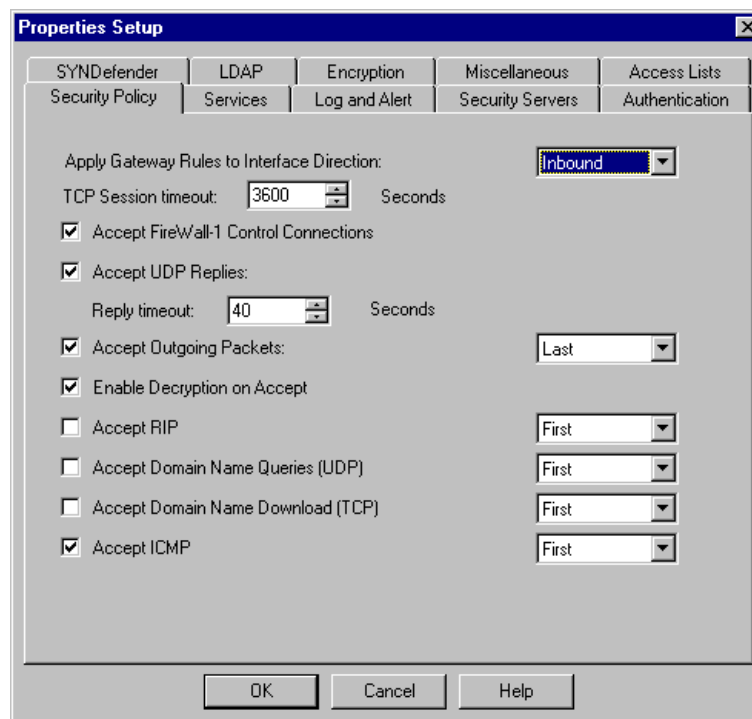 Properties Setup
SYNDefender LDAP Encryption Miscellaneous Access Lists
Security Policy Services Log and Alert Security Servers Authentication
Apply Gateway Rules to Interface Direction: Inbound
TCP Session timeout: 3600 Seconds
Accept FireWall-1 Control Connections
Accept UDP Replies:
Reply timeout: 40 Seconds
Accept Outgoing Packets: Last
Enable Decryption on Accept
Accept RIP First
Accept Domain Name Queries (UDP) First
Accept Domain Name Download (TCP) First
Accept ICMP First
OK Cancel Help